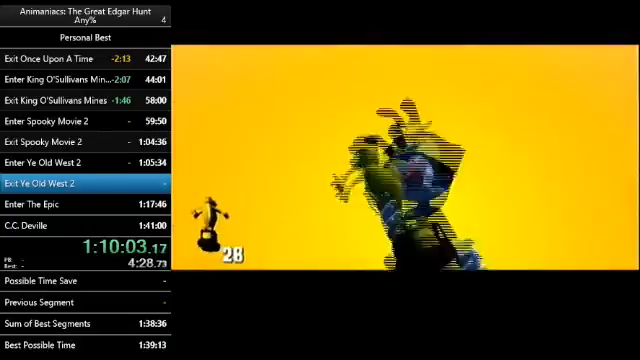 Animaniacs: The Great Edgar Hunt
Any% 4
Personal Best
Exit Once Upon A Time -2:13 42:47
Enter King O'Sullivans Min... -2:07 44:01
Exit King O'Sullivans Mines -1:46 58:00
Enter Spooky Movie 2 - 59:50
Exit Spooky Movie 2 - 1:04:36
Enter Ye Old West 2 - 1:05:34
Exit Ye Old West 2 -
Enter The Epic - 1:17:46
C.C. Deville - 1:41:00
1:10:03.17
PB: -
Best: - 4:28.73
Possible Time Save -
Previous Segment -
Sum of Best Segments 1:38:36
Best Possible Time 1:39:13
28